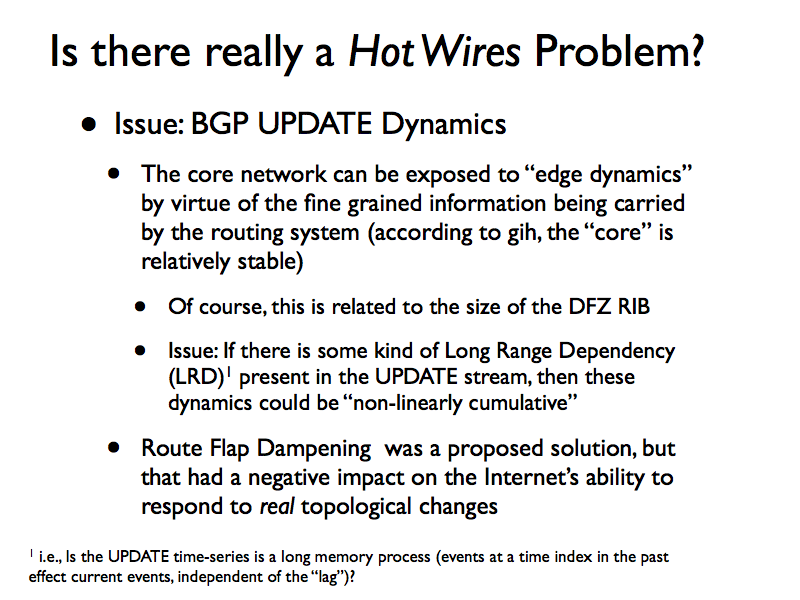 Is there really a Hot Wires Problem?
• Issue: BGP UPDATE Dynamics
• The core network can be exposed to “edge dynamics”
by virtue of the fine grained information being carried
by the routing system (according to gih, the “core” is
relatively stable)
• Of course, this is related to the size of the DFZ RIB
• Issue: If there is some kind of Long Range Dependency
(LRD)¹ present in the UPDATE stream, then these
dynamics could be “non-linearly cumulative”
• Route Flap Dampening was a proposed solution, but
that had a negative impact on the Internet’s ability to
respond to real topological changes
¹ i.e., Is the UPDATE time-series is a long memory process (events at a time index in the past
effect current events, independent of the “lag”)?